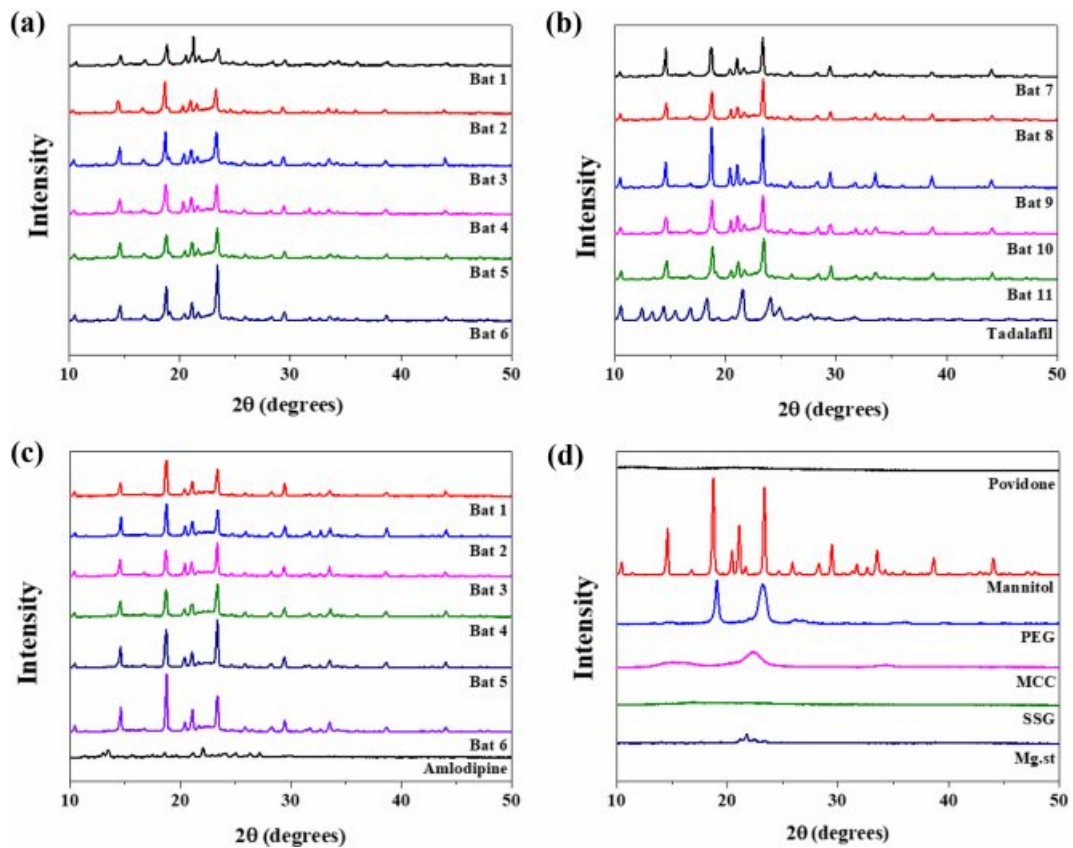 (a)
Intensity
Bat 1
Bat 2
Bat 3
Bat 4
Bat 5
Bat 6
10 20 30 40 50
2θ (degrees)
(b)
Intensity
Bat 7
Bat 8
Bat 9
Bat 10
Bat 11
Tadalafil
10 20 30 40 50
2θ (degrees)
(c)
Intensity
Bat 1
Bat 2
Bat 3
Bat 4
Bat 5
Bat 6
Amlodipine
10 20 30 40 50
2θ (degrees)
(d)
Intensity
Povidone
Mannitol
PEG
MCC
SSG
Mg.st
10 20 30 40 50
2θ (degrees)